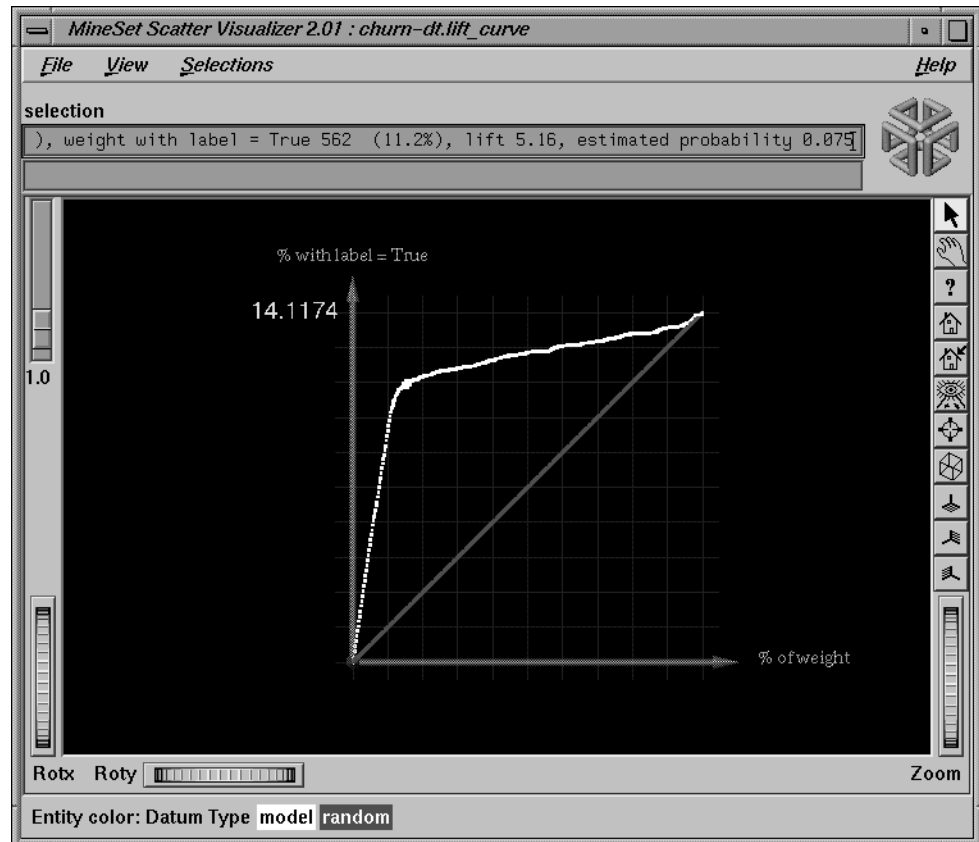 MineSet Scatter Visualizer 2.01 : churn-dt.lift_curve
File View Selections Help
selection
), weight with label = True 562 (11.2%), lift 5.16, estimated probability 0.075
% with label = True
14.1174
?
1.0
% of weight
Rotx Roty Zoom
Entity color: Datum Type model random